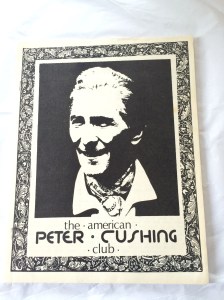 the · american
PETER · CUSHING
· club ·